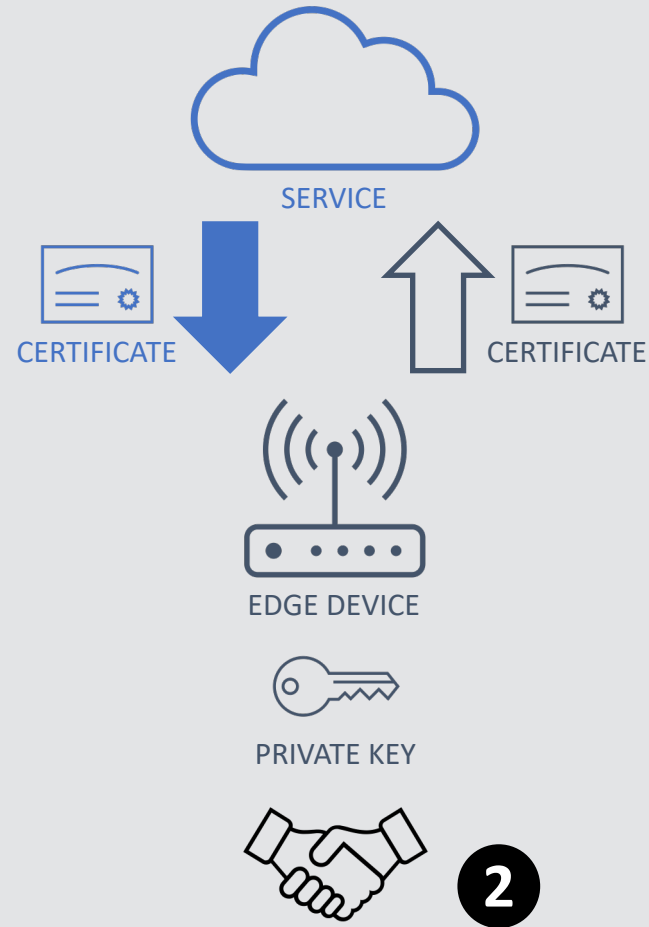 SERVICE
CERTIFICATE
CERTIFICATE
EDGE DEVICE
PRIVATE KEY
2